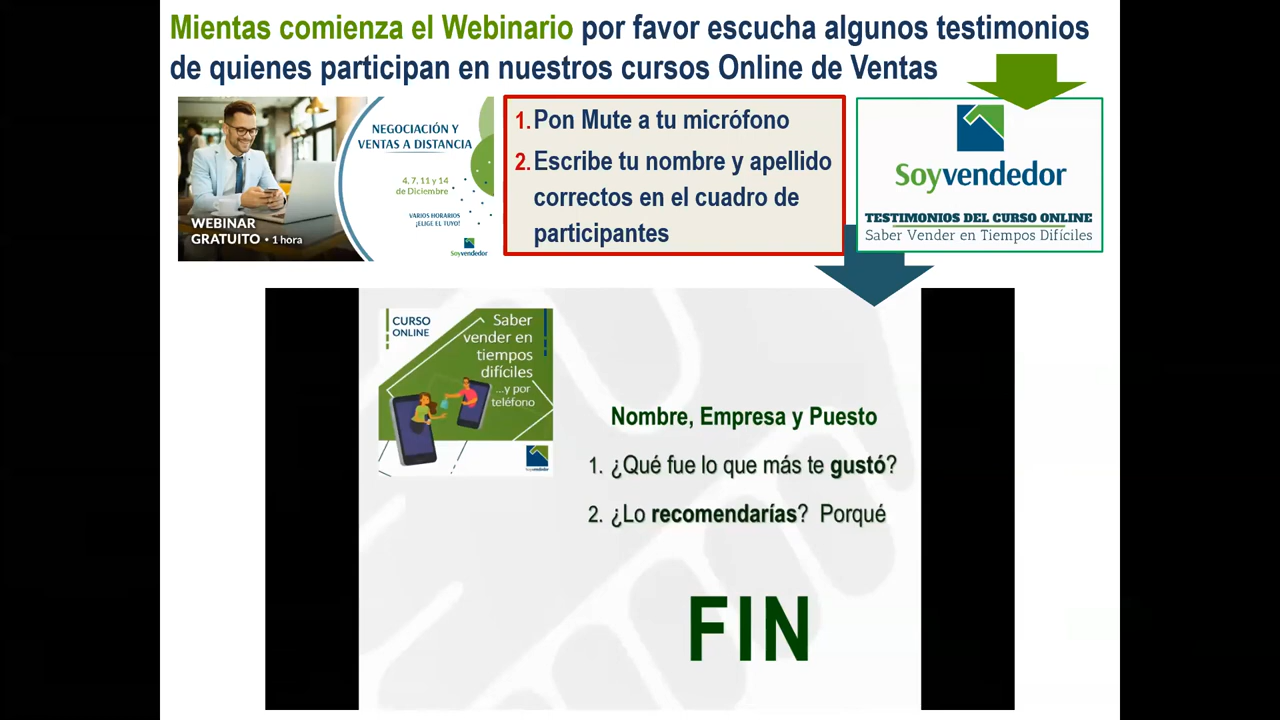 Mientas comienza el Webinario por favor escucha algunos testimonios
de quienes participan en nuestros cursos Online de Ventas
WEBINAR
GRATUITO • 1 hora
NEGOCIACIÓN Y
VENTAS A DISTANCIA
4, 7, 11 y 14
de Diciembre
VARIOS HORARIOS
¡ELIGE EL TUYO!
Soyvendedor
1. Pon Mute a tu micrófono
2. Escribe tu nombre y apellido
correctos en el cuadro de
participantes
Soyvendedor
TESTIMONIOS DEL CURSO ONLINE
Saber Vender en Tiempos Difíciles
CURSO
ONLINE
Saber
vender en
tiempos
difíciles
...y por
teléfono
Soyvendedor
Nombre, Empresa y Puesto
1. ¿Qué fue lo que más te gustó?
2. ¿Lo recomendarías? Porqué
FIN